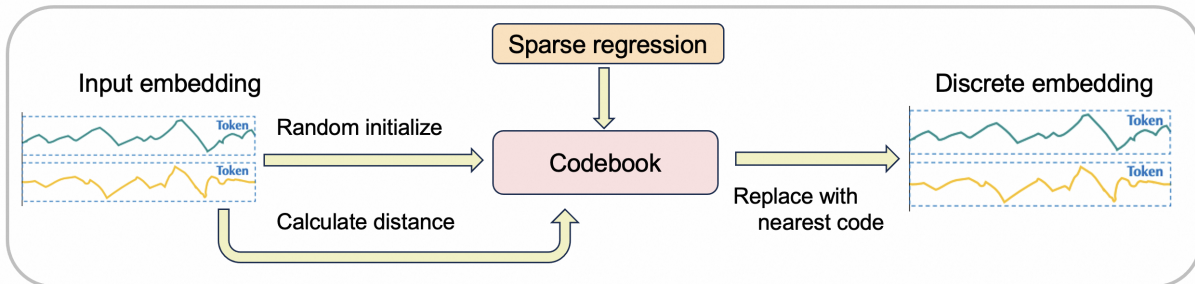 Sparse regression
Input embedding
Discrete embedding
Token
Token
Random initialize
Codebook
Token
Token
Calculate distance
Replace with
nearest code